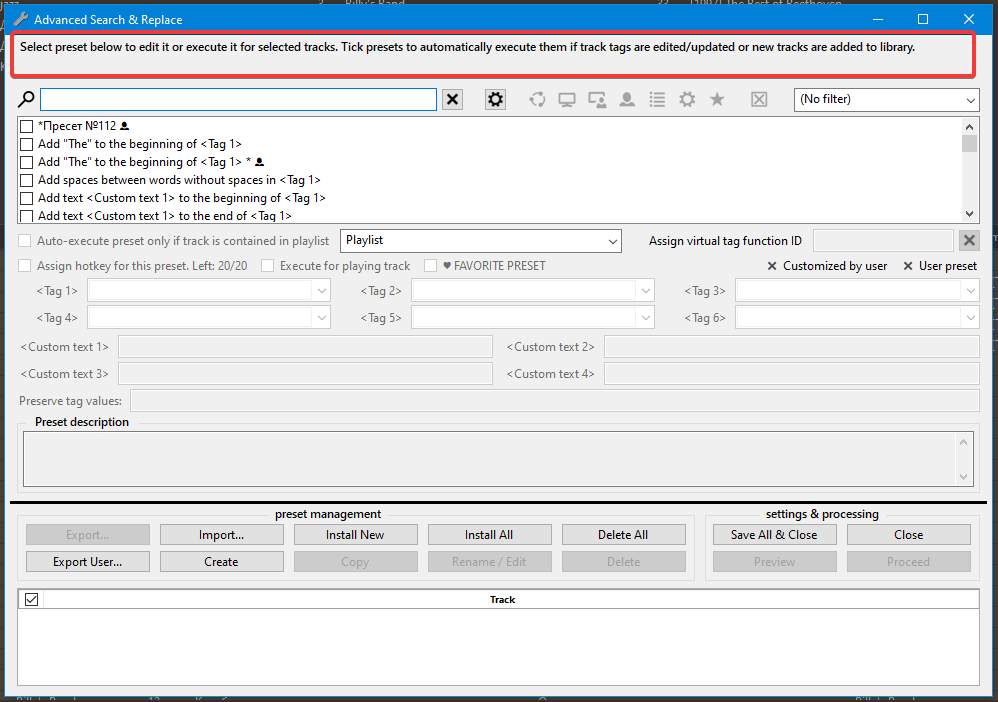 [1997] The Best of Beethoven
Advanced Search & Replace
Select preset below to edit it or execute it for selected tracks. Tick presets to automatically execute them if track tags are edited/updated or new tracks are added to library.
(No filter)
*Пресет №112
Add "The" to the beginning of <Tag 1>
Add "The" to the beginning of <Tag 1> *
Add spaces between words without spaces in <Tag 1>
Add text <Custom text 1> to the beginning of <Tag 1>
Add text <Custom text 1> to the end of <Tag 1>
Auto-execute preset only if track is contained in playlist Playlist Assign virtual tag function ID
Assign hotkey for this preset. Left: 20/20 Execute for playing track ♥ FAVORITE PRESET Customized by user User preset
<Tag 1> <Tag 2> <Tag 3>
<Tag 4> <Tag 5> <Tag 6>
<Custom text 1> <Custom text 2>
<Custom text 3> <Custom text 4>
Preserve tag values:
Preset description
preset management settings & processing
Export... Import... Install New Install All Delete All Save All & Close Close
Export User... Create Copy Rename / Edit Delete Preview Proceed
Track